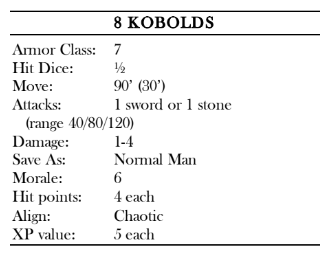 8 KOBOLDS
Armor Class: 7
Hit Dice: ½
Move: 90’ (30’)
Attacks: 1 sword or 1 stone
(range 40/80/120)
Damage: 1-4
Save As: Normal Man
Morale: 6
Hit points: 4 each
Align: Chaotic
XP value: 5 each